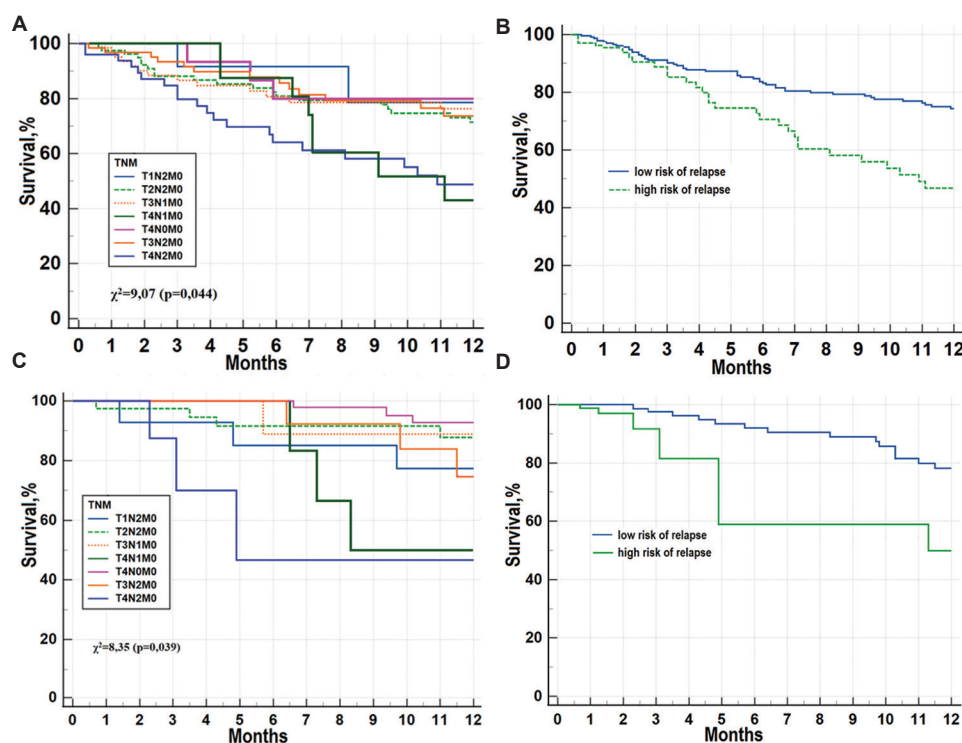 A
Survival,%
100
80
60
40
20
0
TNM
T1N2M0
T2N2M0
T3N1M0
T4N1M0
T4N0M0
T3N2M0
T4N2M0
χ²=9,07 (p=0,044)
0 1 2 3 4 5 6 7 8 9 10 11 12
Months
B
Survival,%
100
80
60
40
20
0
low risk of relapse
high risk of relapse
0 1 2 3 4 5 6 7 8 9 10 11 12
Months
C
Survival,%
100
80
60
40
20
0
TNM
T1N2M0
T2N2M0
T3N1M0
T4N1M0
T4N0M0
T3N2M0
T4N2M0
χ²=8,35 (p=0,039)
0 1 2 3 4 5 6 7 8 9 10 11 12
Months
D
Survival,%
100
80
60
40
20
0
low risk of relapse
high risk of relapse
0 1 2 3 4 5 6 7 8 9 10 11 12
Months